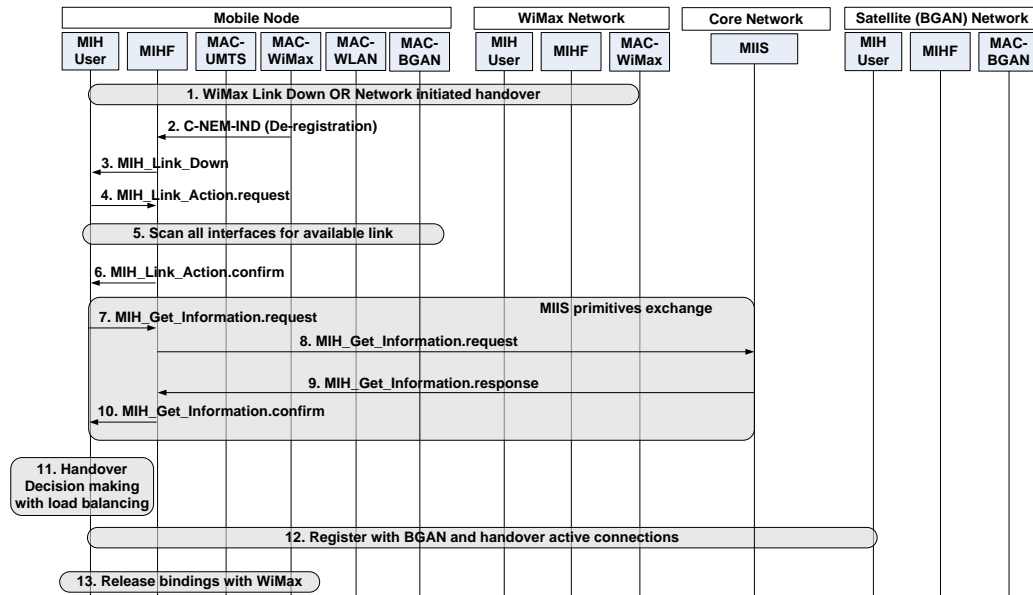 Mobile Node
WiMax Network
Core Network
Satellite (BGAN) Network
MIH
User
MIHF
MAC-
UMTS
MAC-
WiMax
MAC-
WLAN
MAC-
BGAN
MIH
User
MIHF
MAC-
WiMax
MIIS
MIH
User
MIHF
MAC-
BGAN
1. WiMax Link Down OR Network initiated handover
2. C-NEM-IND (De-registration)
3. MIH_Link_Down
4. MIH_Link_Action.request
5. Scan all interfaces for available link
6. MIH_Link_Action.confirm
MIIS primitives exchange
7. MIH_Get_Information.request
8. MIH_Get_Information.request
9. MIH_Get_Information.response
10. MIH_Get_Information.confirm
11. Handover
Decision making
with load balancing
12. Register with BGAN and handover active connections
13. Release bindings with WiMax